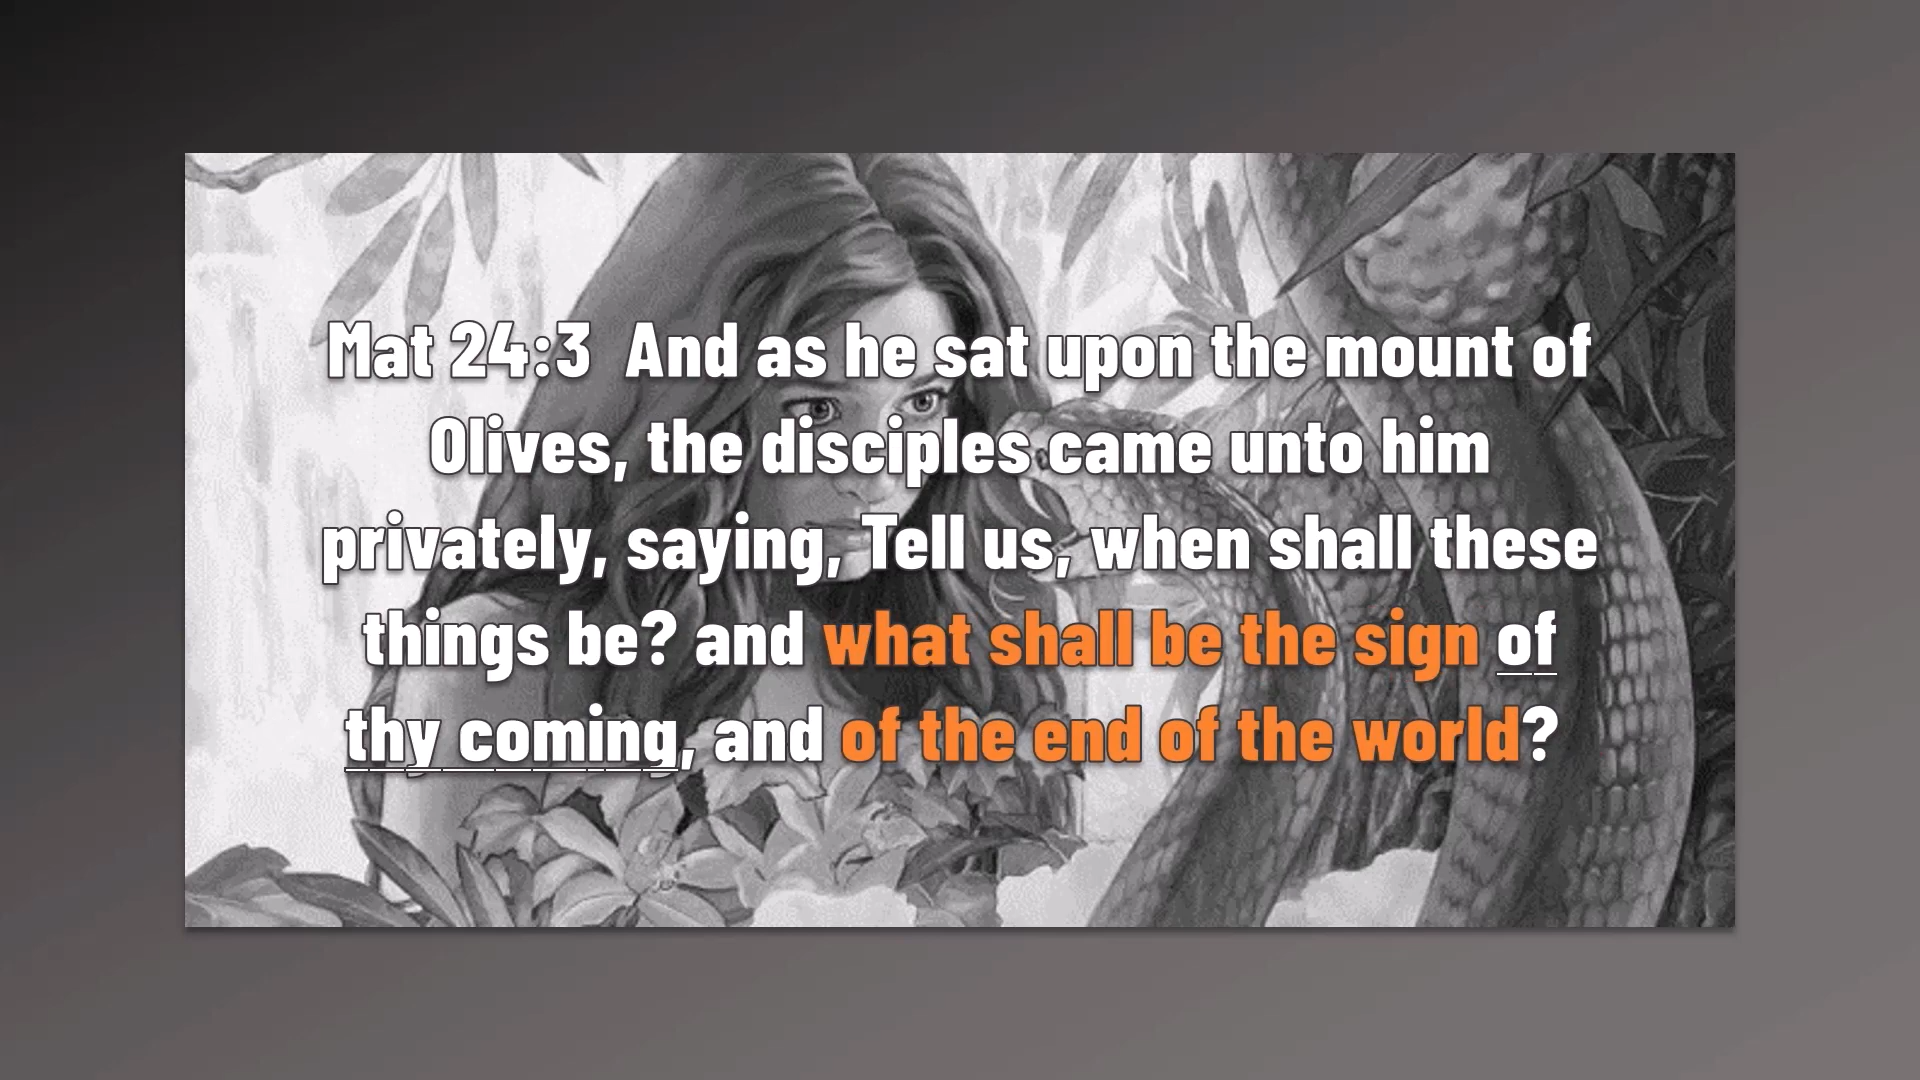 Mat 24:3  And as he sat upon the mount of
Olives, the disciples came unto him
privately, saying, Tell us, when shall these
things be? and what shall be the sign of
thy coming, and of the end of the world?